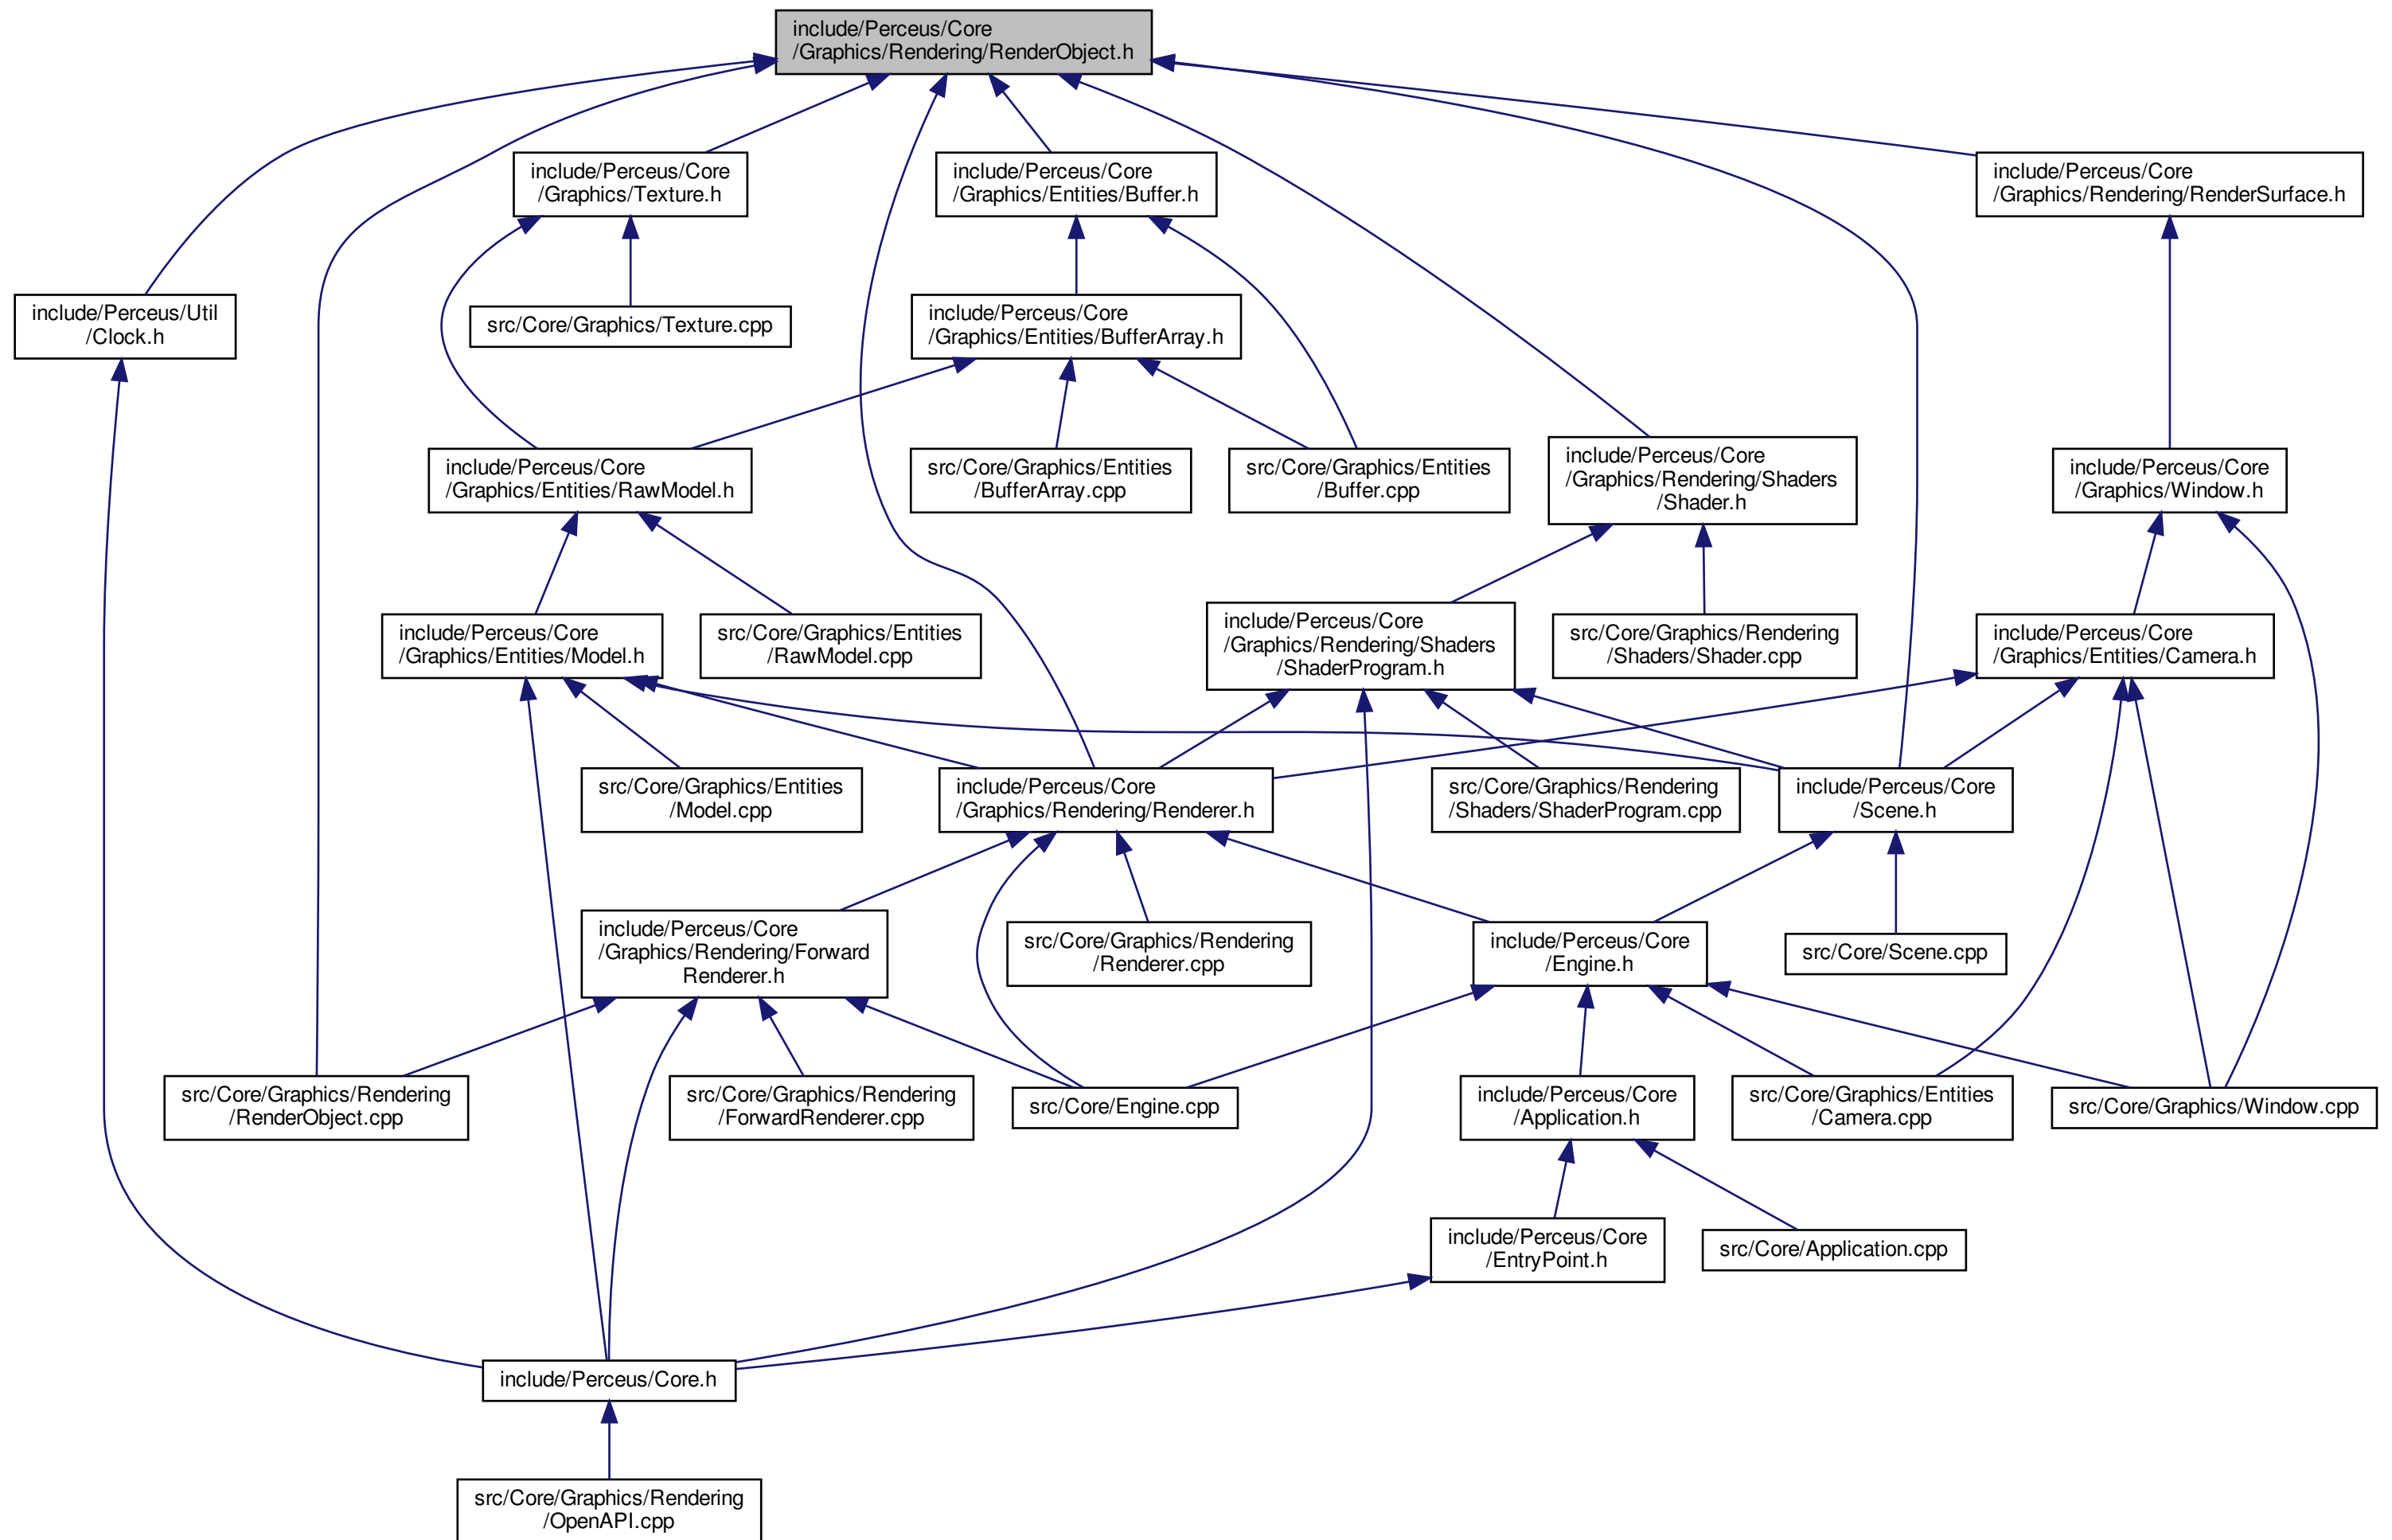 include/Perceus/Core
/Graphics/Rendering/RenderObject.h
include/Perceus/Core
/Graphics/Texture.h
include/Perceus/Core
/Graphics/Entities/Buffer.h
include/Perceus/Core
/Graphics/Rendering/RenderSurface.h
include/Perceus/Util
/Clock.h
src/Core/Graphics/Texture.cpp
include/Perceus/Core
/Graphics/Entities/BufferArray.h
include/Perceus/Core
/Graphics/Entities/RawModel.h
src/Core/Graphics/Entities
/BufferArray.cpp
src/Core/Graphics/Entities
/Buffer.cpp
include/Perceus/Core
/Graphics/Rendering/Shaders
/Shader.h
include/Perceus/Core
/Graphics/Window.h
include/Perceus/Core
/Graphics/Entities/Model.h
src/Core/Graphics/Entities
/RawModel.cpp
include/Perceus/Core
/Graphics/Rendering/Shaders
/ShaderProgram.h
src/Core/Graphics/Rendering
/Shaders/Shader.cpp
include/Perceus/Core
/Graphics/Entities/Camera.h
src/Core/Graphics/Entities
/Model.cpp
include/Perceus/Core
/Graphics/Rendering/Renderer.h
src/Core/Graphics/Rendering
/Shaders/ShaderProgram.cpp
include/Perceus/Core
/Scene.h
include/Perceus/Core
/Graphics/Rendering/Forward
Renderer.h
src/Core/Graphics/Rendering
/Renderer.cpp
include/Perceus/Core
/Engine.h
src/Core/Scene.cpp
src/Core/Graphics/Rendering
/RenderObject.cpp
src/Core/Graphics/Rendering
/ForwardRenderer.cpp
src/Core/Engine.cpp
include/Perceus/Core
/Application.h
src/Core/Graphics/Entities
/Camera.cpp
src/Core/Graphics/Window.cpp
include/Perceus/Core
/EntryPoint.h
src/Core/Application.cpp
include/Perceus/Core.h
src/Core/Graphics/Rendering
/OpenAPI.cpp